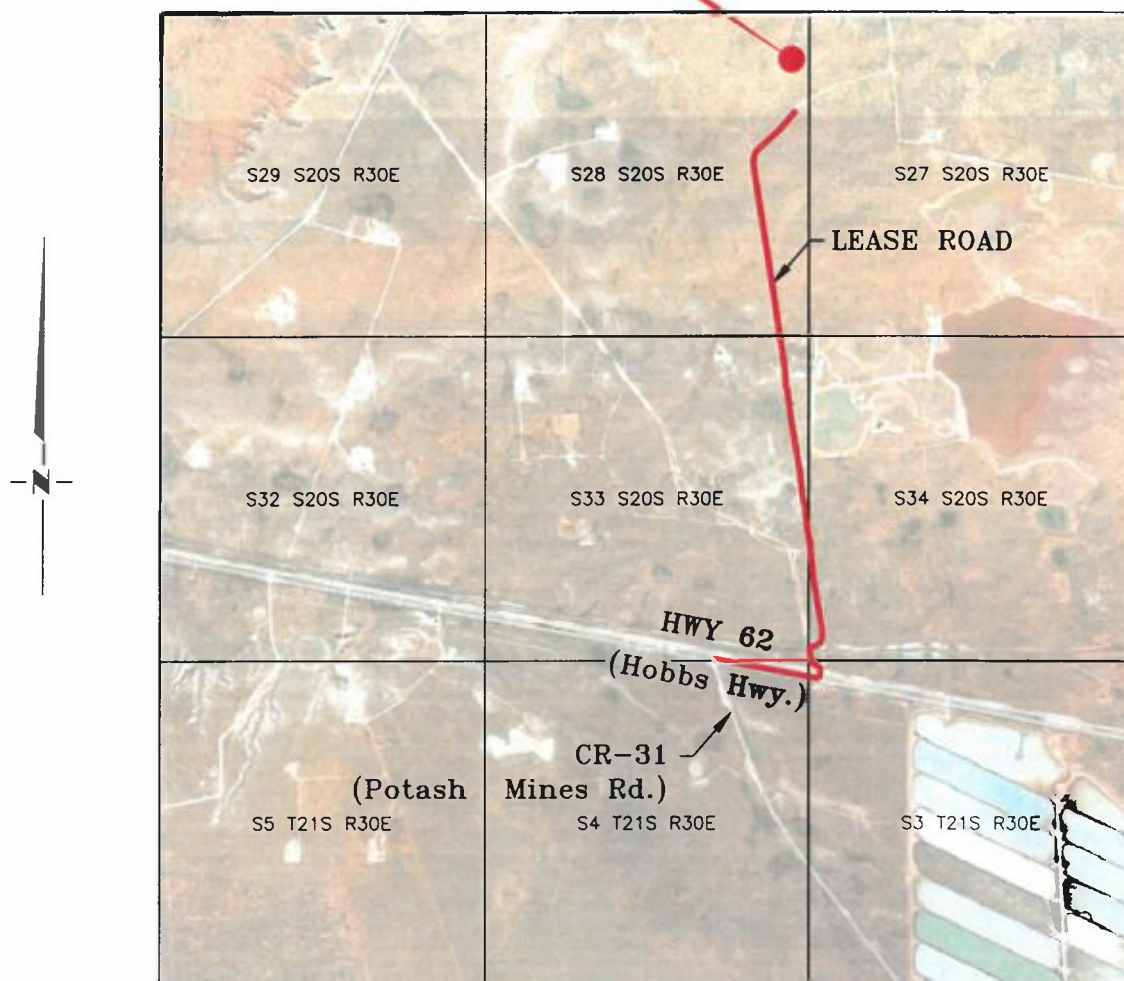 S29 S20S R30E
S28 S20S R30E
S27 S20S R30E
LEASE ROAD
N
S32 S20S R30E
S33 S20S R30E
S34 S20S R30E
HWY 62
(Hobbs Hwy.)
CR-31
(Potash Mines Rd.)
S5 T21S R30E
S4 T21S R30E
S3 T21S R30E